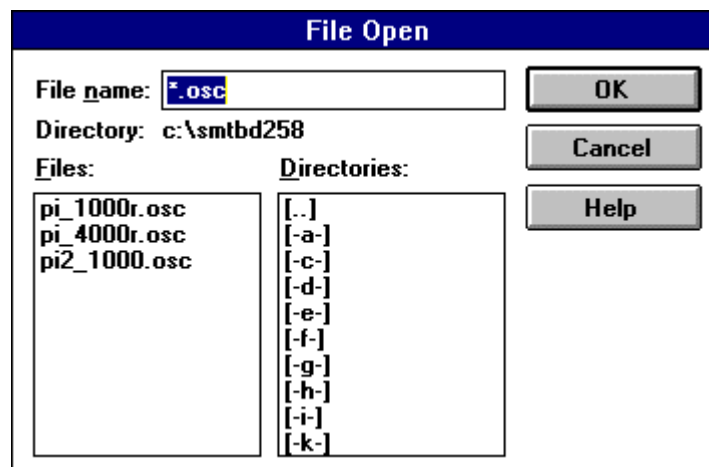 File Open
File name: *.osc
OK
Directory: c:\smtbd258
Cancel
Files:
Directories:
Help
pi_1000r.osc
pi_4000r.osc
pi2_1000.osc
[..]
[-a-]
[-c-]
[-d-]
[-e-]
[-f-]
[-g-]
[-h-]
[-i-]
[-k-]